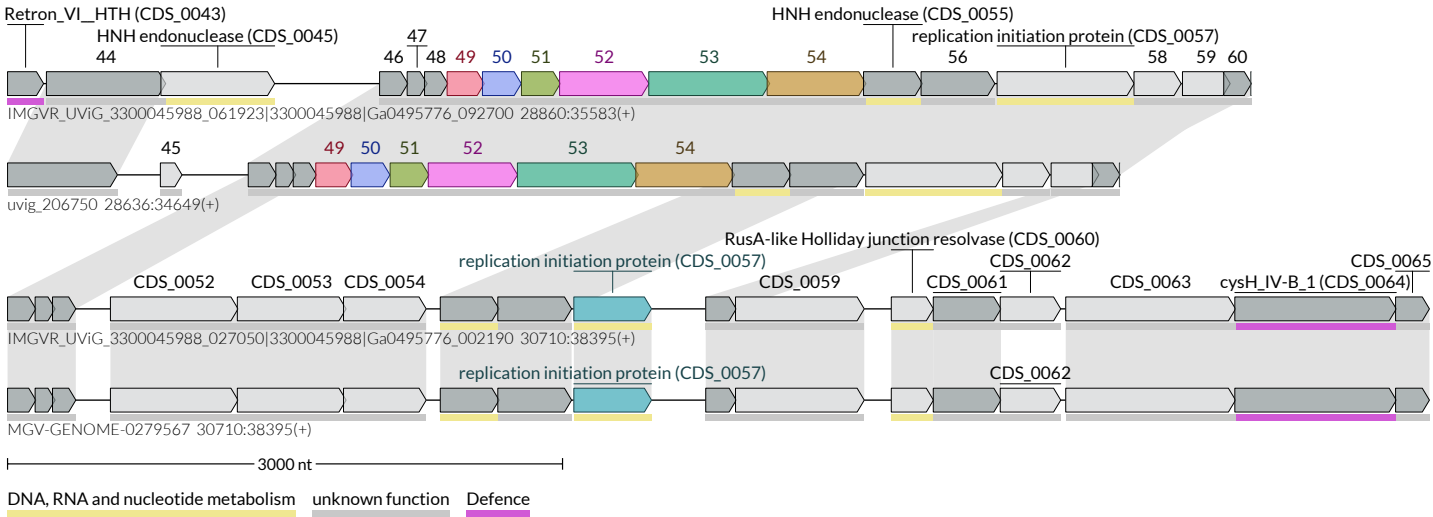 Retron_VI__HTH (CDS_0043)
HNH endonuclease (CDS_0055)
HNH endonuclease (CDS_0045)
47
replication initiation protein (CDS_0057)
44
46
48
49
50
51
52
53
54
56
58
59
60
IMGVR_UViG_3300045988_061923|3300045988|Ga0495776_092700 28860:35583(+)
45
49
50
51
52
53
54
uvig_206750 28636:34649(+)
RusA-like Holliday junction resolvase (CDS_0060)
replication initiation protein (CDS_0057)
CDS_0062
CDS_0065
CDS_0052
CDS_0053
CDS_0054
CDS_0059
CDS_0061
CDS_0063
cysH_IV-B_1 (CDS_0064)
IMGVR_UViG_3300045988_027050|3300045988|Ga0495776_002190 30710:38395(+)
replication initiation protein (CDS_0057)
CDS_0062
MGV-GENOME-0279567 30710:38395(+)
3000 nt
DNA, RNA and nucleotide metabolism
unknown function
Defence